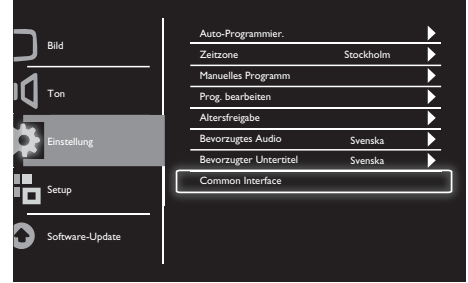 Bild
Ton
Einstellung
Setup
Software-Update
Auto-Programmier.
Zeitzone Stockholm
Manuelles Programm
Prog. bearbeiten
Altersfreigabe
Bevorzugtes Audio Svenska
Bevorzugter Untertitel Svenska
Common Interface